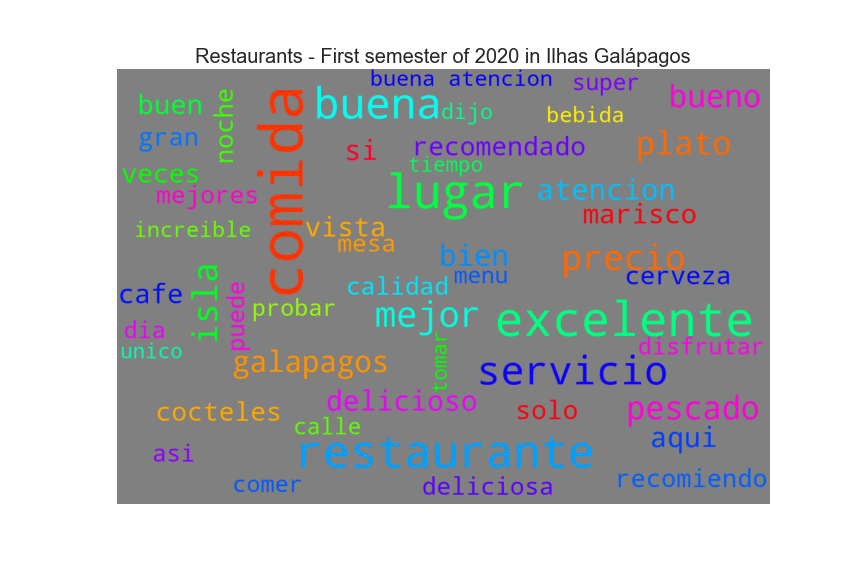 Restaurants - First semester of 2020 in Ilhas Galápagos
buena atencion
super
bueno
buen
noche
comida
buena
dijo
bebida
gran
si
recomendado
plato
tiempo
veces
mejores
lugar
atencion
marisco
increible
vista
mesa
bien
precio
menu
cerveza
cafe
isla
puede
calidad
probar
mejor
excelente
dia
unico
galapagos
tomar
servicio
disfrutar
delicioso
solo
pescado
cocteles
calle
aqui
asi
restaurante
comer
deliciosa
recomiendo